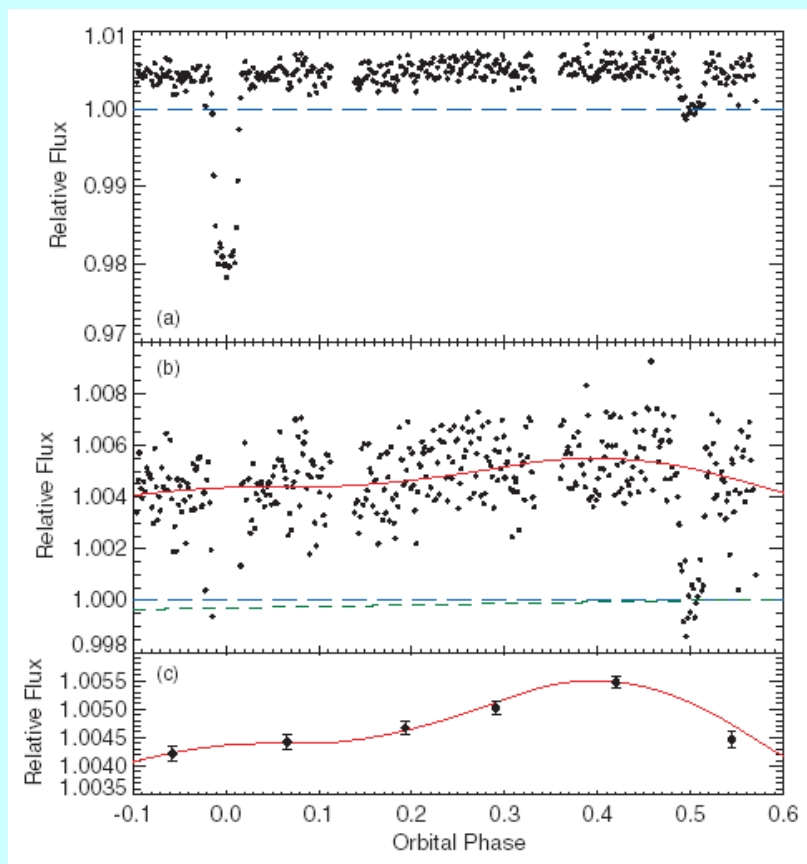 1.01
1.00
0.99
0.98
0.97
Relative Flux
(a)
1.008
1.006
1.004
1.002
1.000
0.998
Relative Flux
(b)
1.0055
1.0050
1.0045
1.0040
1.0035
Relative Flux
(c)
-0.1 0.0 0.1 0.2 0.3 0.4 0.5 0.6
Orbital Phase